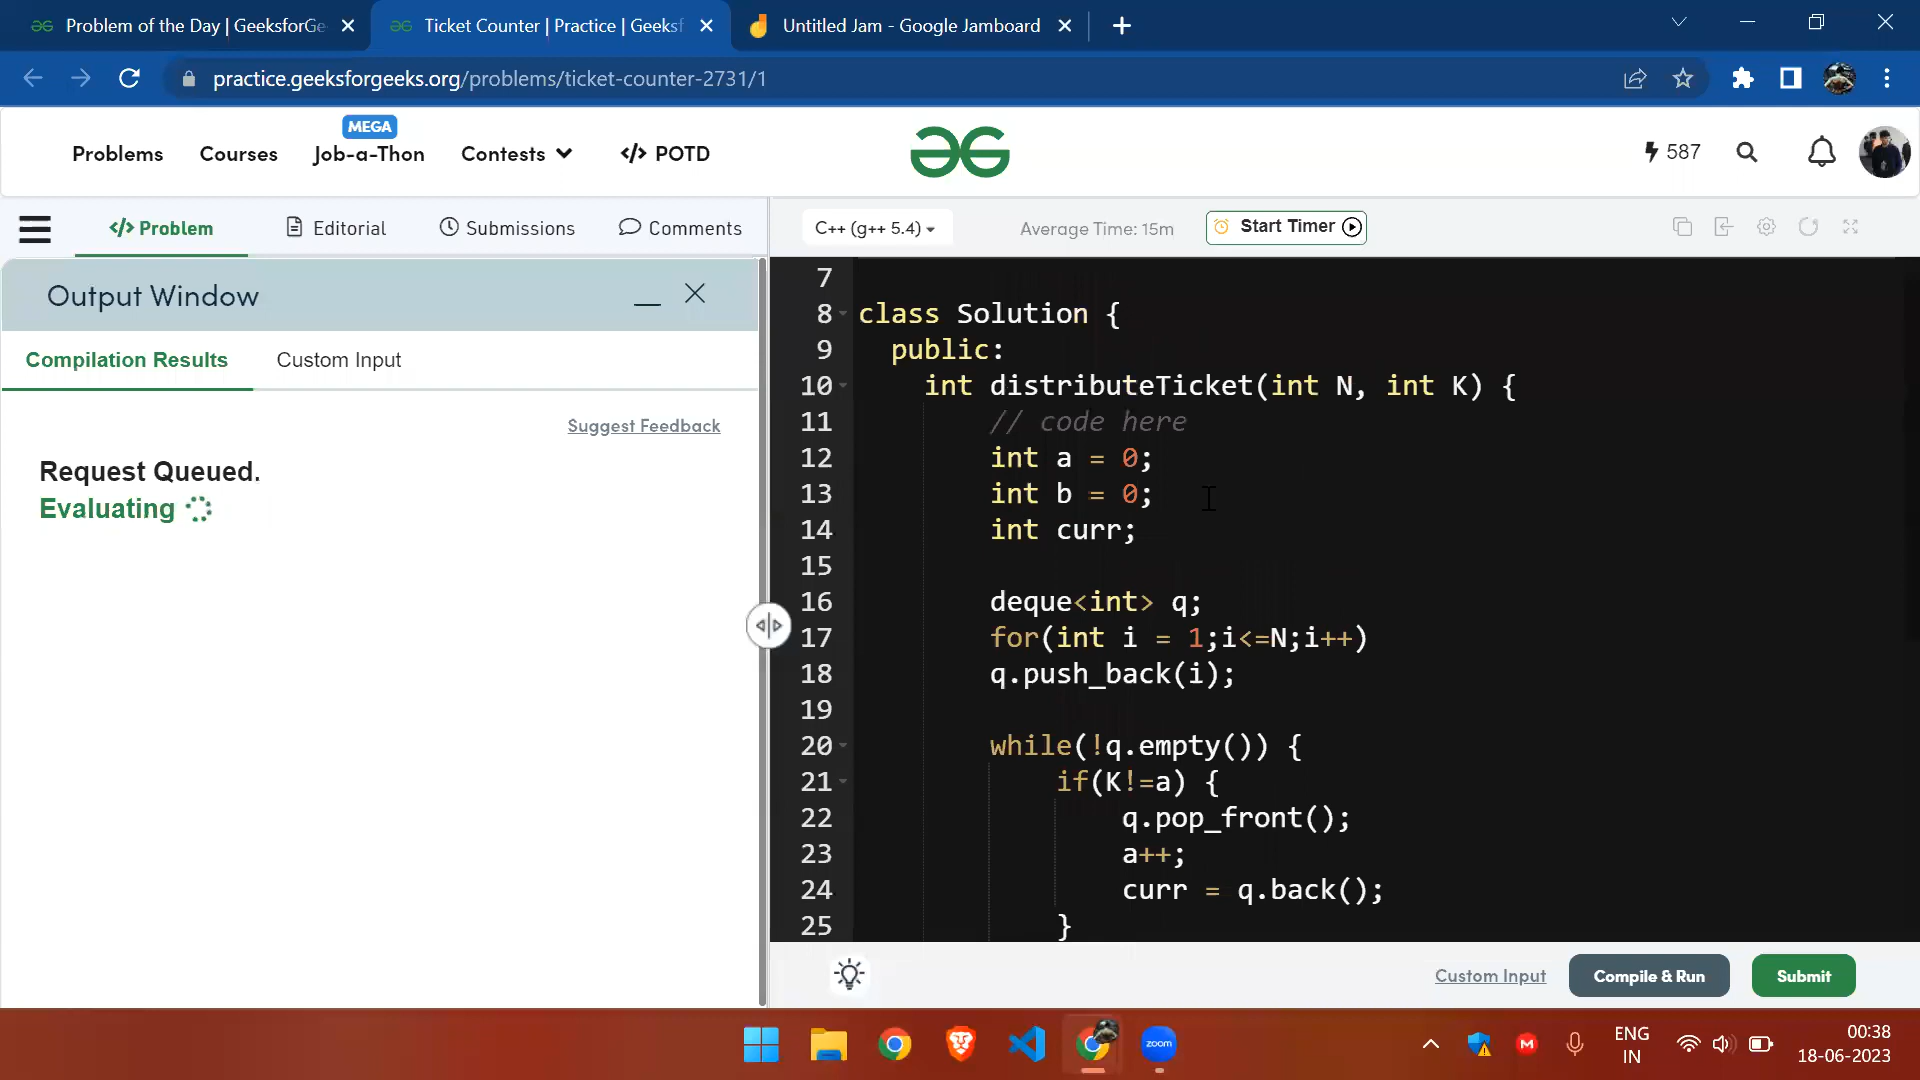 Problem of the Day | GeeksforGe
Ticket Counter | Practice | Geeksf
Untitled Jam - Google Jamboard
practice.geeksforgeeks.org/problems/ticket-counter-2731/1
MEGA
Problems
Courses
Job-a-Thon
Contests
</> POTD
587
</> Problem
Editorial
Submissions
Comments
C++ (g++ 5.4)
Average Time: 15m
Start Timer
Output Window
Compilation Results
Custom Input
Suggest Feedback
Request Queued.
Evaluating
7
8 class Solution {
9 public:
10 int distributeTicket(int N, int K) {
11 // code here
12 int a = 0;
13 int b = 0;
14 int curr;
15
16 deque<int> q;
17 for(int i = 1;i<=N;i++)
18 q.push_back(i);
19
20 while(!q.empty()) {
21 if(K!=a) {
22 q.pop_front();
23 a++;
24 curr = q.back();
25 }
Custom Input
Compile & Run
Submit
zoom
M
ENG
IN
00:38
18-06-2023